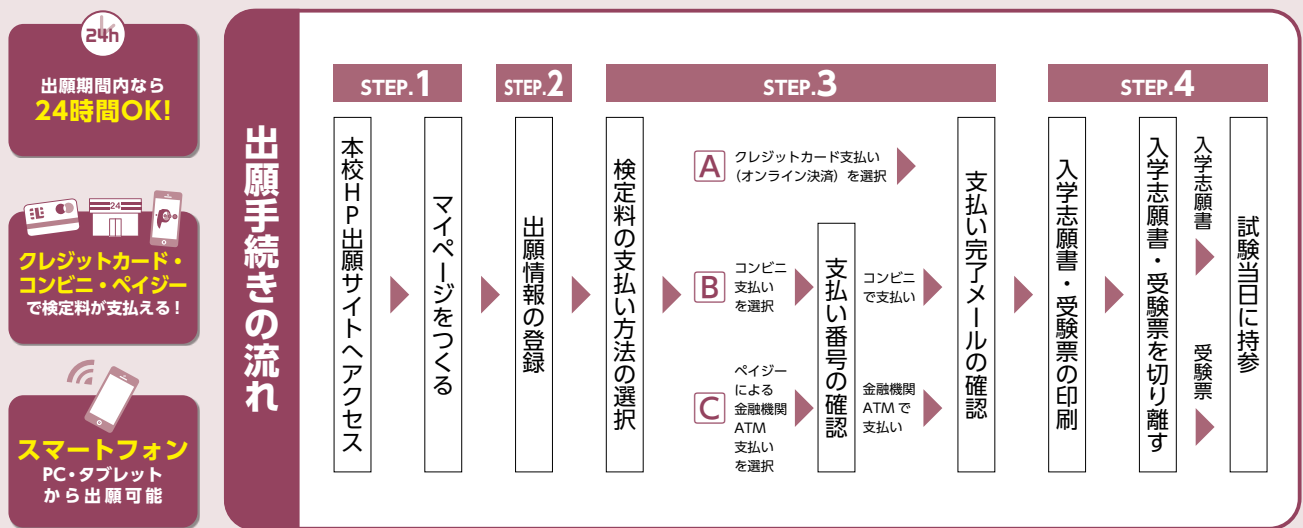 24h
出願期間内なら
24時間OK!
24
クレジットカード・
コンビニ・ペイジー
で検定料が支払える！
スマートフォン
PC・タブレット
から出願可能
出願手続きの流れ
STEP.1
本校HP出願サイトへアクセス
マイページをつくる
STEP.2
出願情報の登録
STEP.3
検定料の支払い方法の選択
A
クレジットカード支払い
（オンライン決済）を選択
B
コンビニ
支払い
を選択
C
ペイジー
による
金融機関
ATM
支払い
を選択
支払い番号の確認
コンビニ
で支払い
金融機関
ATMで
支払い
支払い完了メールの確認
STEP.4
入学志願書・受験票の印刷
入学志願書・受験票を切り離す
入学志願書
受験票
試験当日に持参